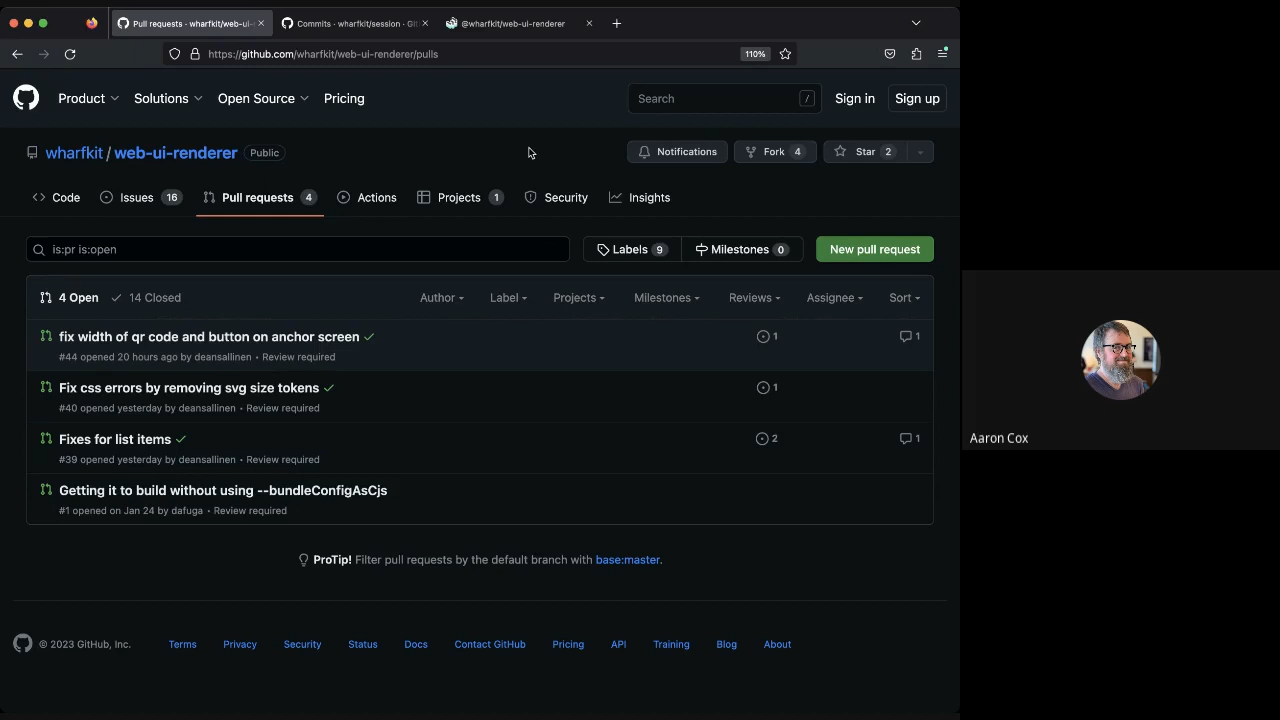 Pull requests · wharfkit/web-ui-
Commits · wharfkit/session · Git
@wharfkit/web-ui-renderer
https://github.com/wharfkit/web-ui-renderer/pulls
110%
Product
Solutions
Open Source
Pricing
Search
/
Sign in
Sign up
wharfkit / web-ui-renderer
Public
Notifications
Fork 4
Star 2
Code
Issues 16
Pull requests 4
Actions
Projects 1
Security
Insights
is:pr is:open
Labels 9
Milestones 0
New pull request
4 Open
14 Closed
Author
Label
Projects
Milestones
Reviews
Assignee
Sort
fix width of qr code and button on anchor screen
1
1
#44 opened 20 hours ago by deansallinen • Review required
Fix css errors by removing svg size tokens
1
#40 opened yesterday by deansallinen • Review required
Fixes for list items
2
1
#39 opened yesterday by deansallinen • Review required
Getting it to build without using --bundleConfigAsCjs
#1 opened on Jan 24 by dafuga • Review required
ProTip! Filter pull requests by the default branch with base:master.
© 2023 GitHub, Inc.
Terms
Privacy
Security
Status
Docs
Contact GitHub
Pricing
API
Training
Blog
About
Aaron Cox